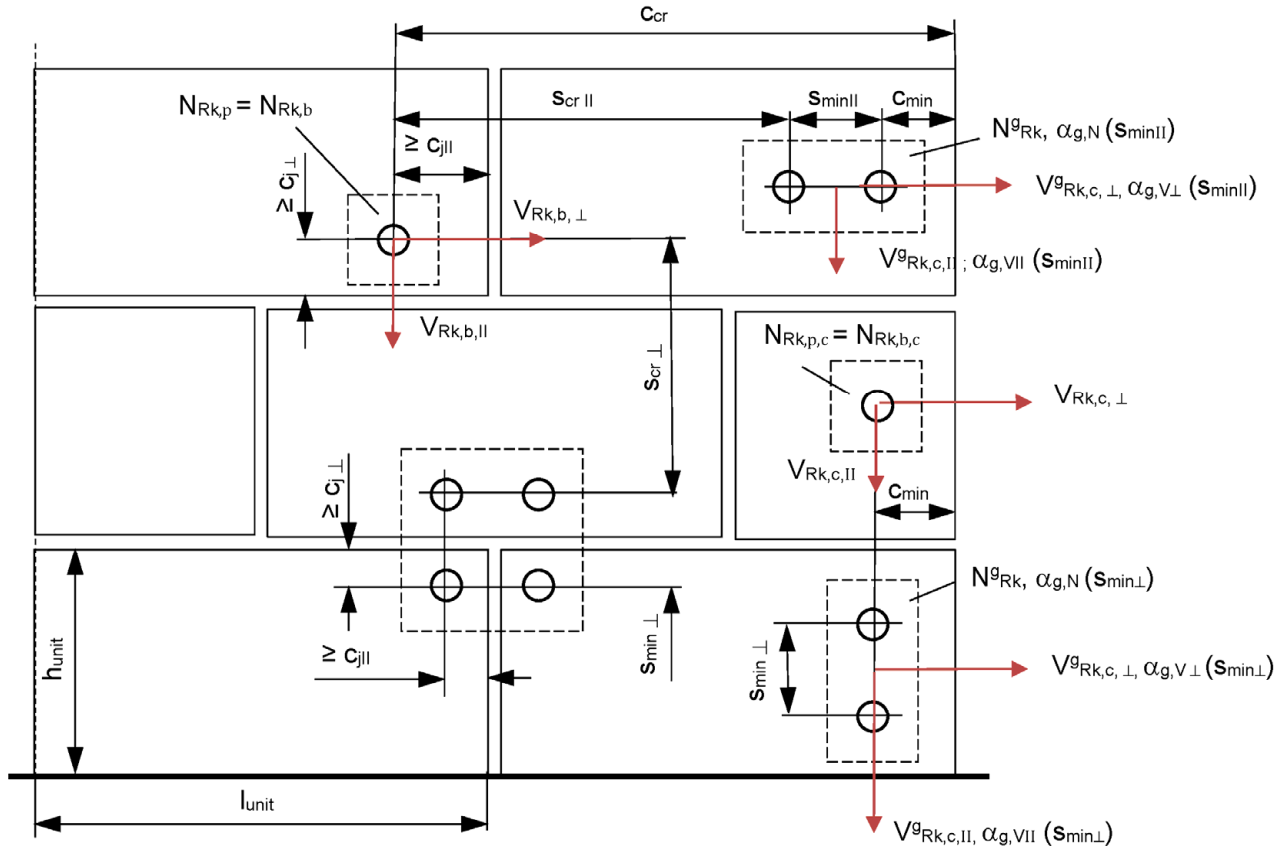 ccr
NRk,p = NRk,b
scr II
sminII
cmin
NgRk, αg,N (sminII)
≥ cjII
≥ cj⊥
VRk,b, ⊥
VgRk,c, ⊥, αg,V⊥ (sminII)
VgRk,c,II ; αg,VII (sminII)
VRk,b,II
NRk,p,c = NRk,b,c
scr ⊥
VRk,c, ⊥
VRk,c,II
cmin
≥ cj⊥
NgRk, αg,N (smin⊥)
hunit
≥ cjII
smin ⊥
smin ⊥
VgRk,c, ⊥, αg,V⊥ (smin⊥)
lunit
VgRk,c,II, αg,VII (smin⊥)